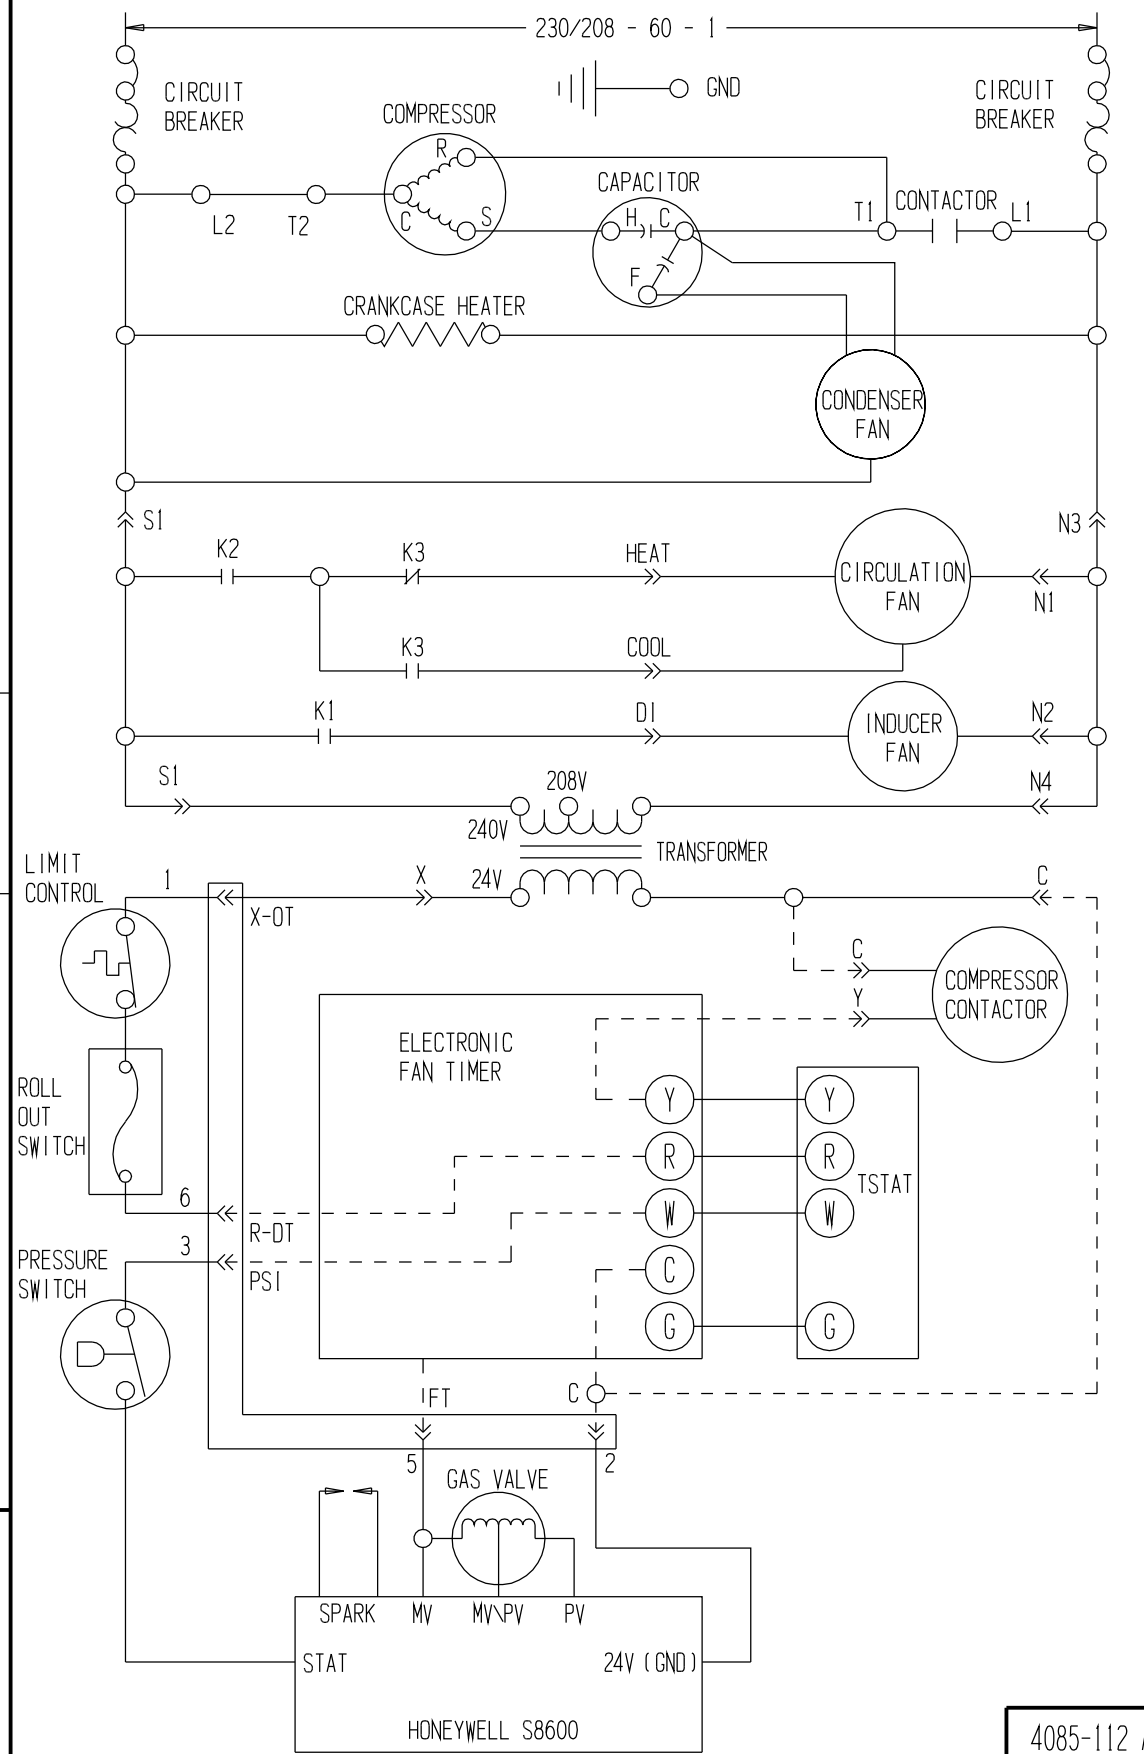 230/208 - 60 - 1
GND
CIRCUIT
BREAKER
CIRCUIT
BREAKER
COMPRESSOR
R
C
S
CAPACITOR
H
C
F
L2
T2
T1
CONTACTOR
L1
CRANKCASE HEATER
CONDENSER
FAN
S1
N3
K2
K3
HEAT
CIRCULATION
FAN
N1
K3
COOL
K1
DI
INDUCER
FAN
N2
S1
208V
N4
240V
TRANSFORMER
LIMIT
CONTROL
1
X
24V
C
X-OT
C
Y
COMPRESSOR
CONTACTOR
ELECTRONIC
FAN TIMER
ROLL
OUT
SWITCH
Y
Y
R
R
TSTAT
6
W
W
R-DT
3
PRESSURE
SWITCH
PSI
C
G
G
FT
C
5
2
GAS VALVE
SPARK
MV
MV\PV
PV
STAT
24V (GND)
HONEYWELL S8600
4085-112